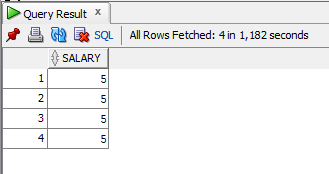 Query Result x
SQL | All Rows Fetched: 4 in 1,182 seconds
SALARY
1 5
2 5
3 5
4 5